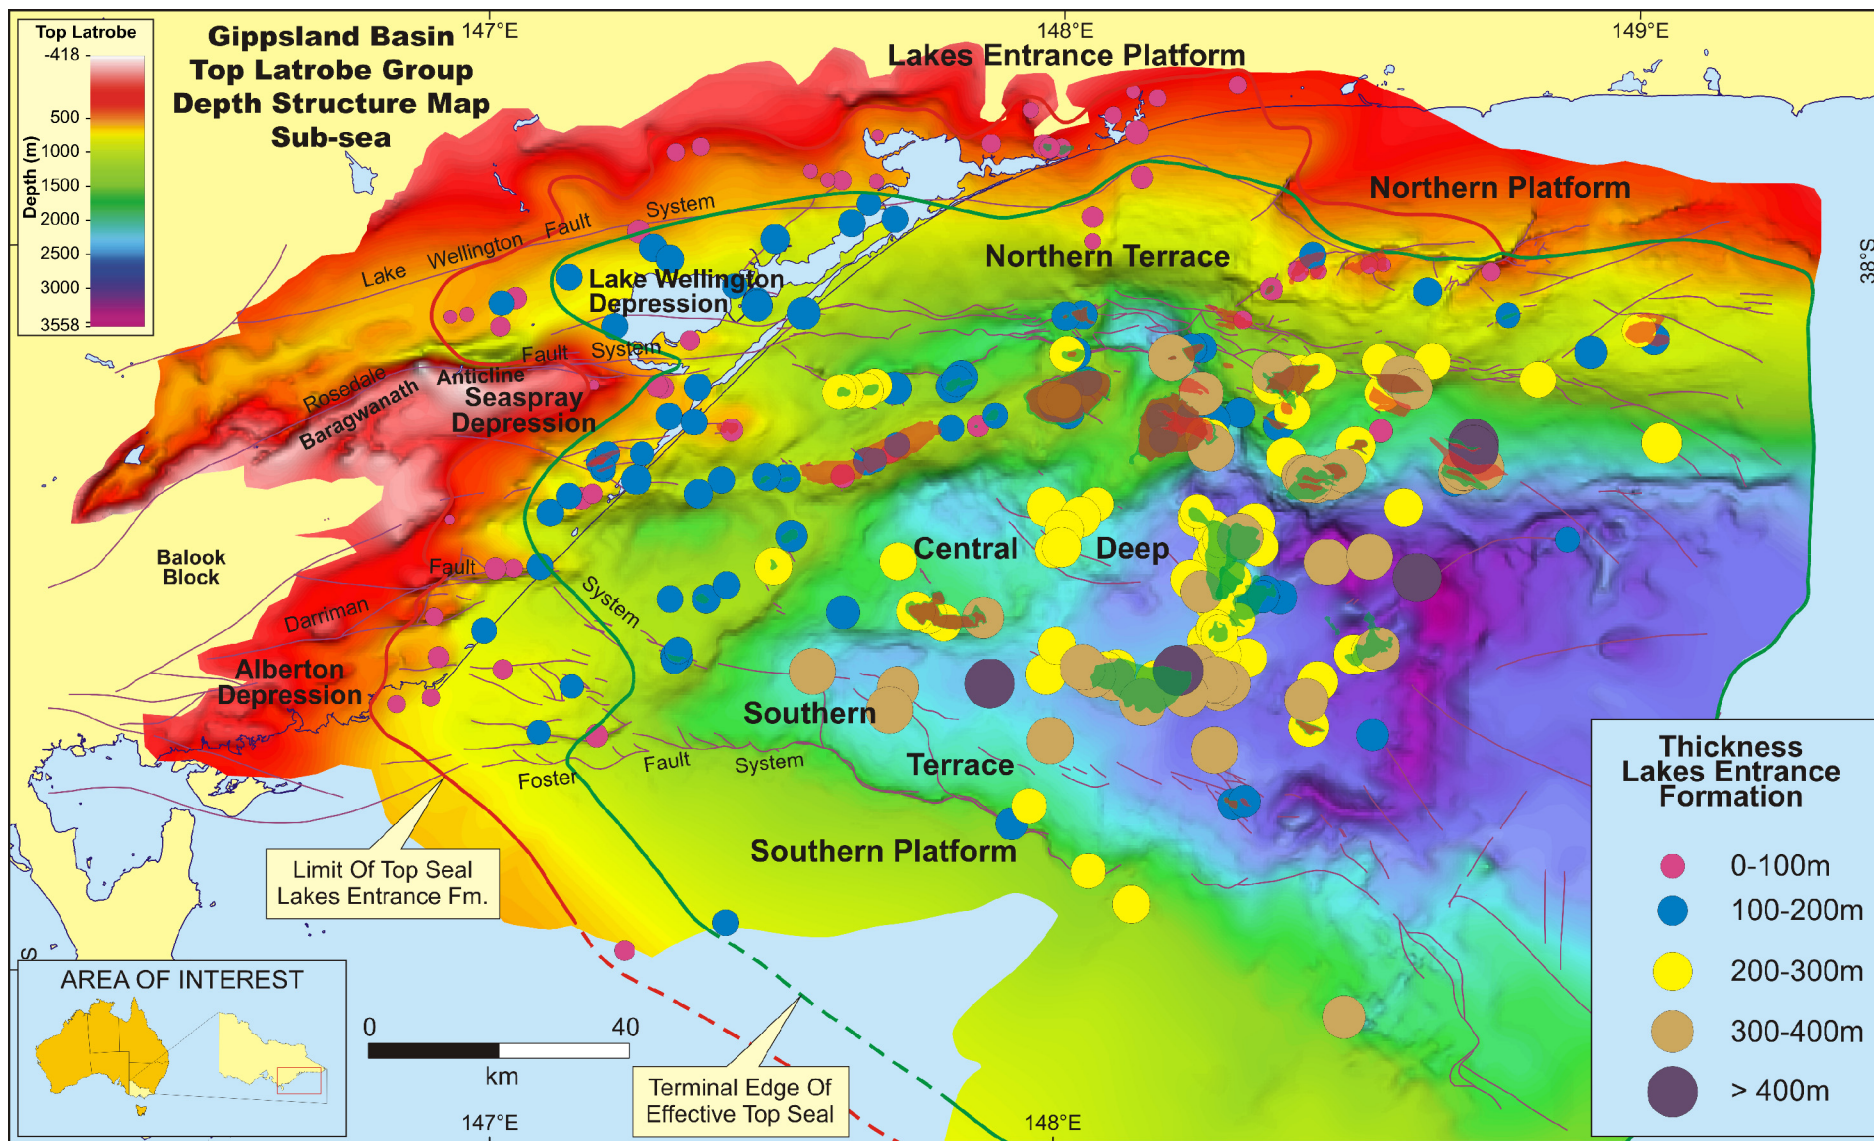 Top Latrobe
-418
500
1000
1500
2000
2500
3000
3558
Depth (m)
Gippsland Basin
Top Latrobe Group
Depth Structure Map
Sub-sea
147°E
148°E
149°E
38°S
Lakes Entrance Platform
Northern Platform
Northern Terrace
Lake Wellington Fault System
Lake Wellington
Depression
Rosedale Fault System
Baragwanath
Anticline
Seaspray
Depression
Balook
Block
Central Deep
Darriman Fault System
Alberton
Depression
Southern
Terrace
Foster Fault System
Southern Platform
Limit Of Top Seal
Lakes Entrance Fm.
Terminal Edge Of
Effective Top Seal
S
AREA OF INTEREST
0 40
km
147°E
148°E
Thickness
Lakes Entrance
Formation
0-100m
100-200m
200-300m
300-400m
> 400m